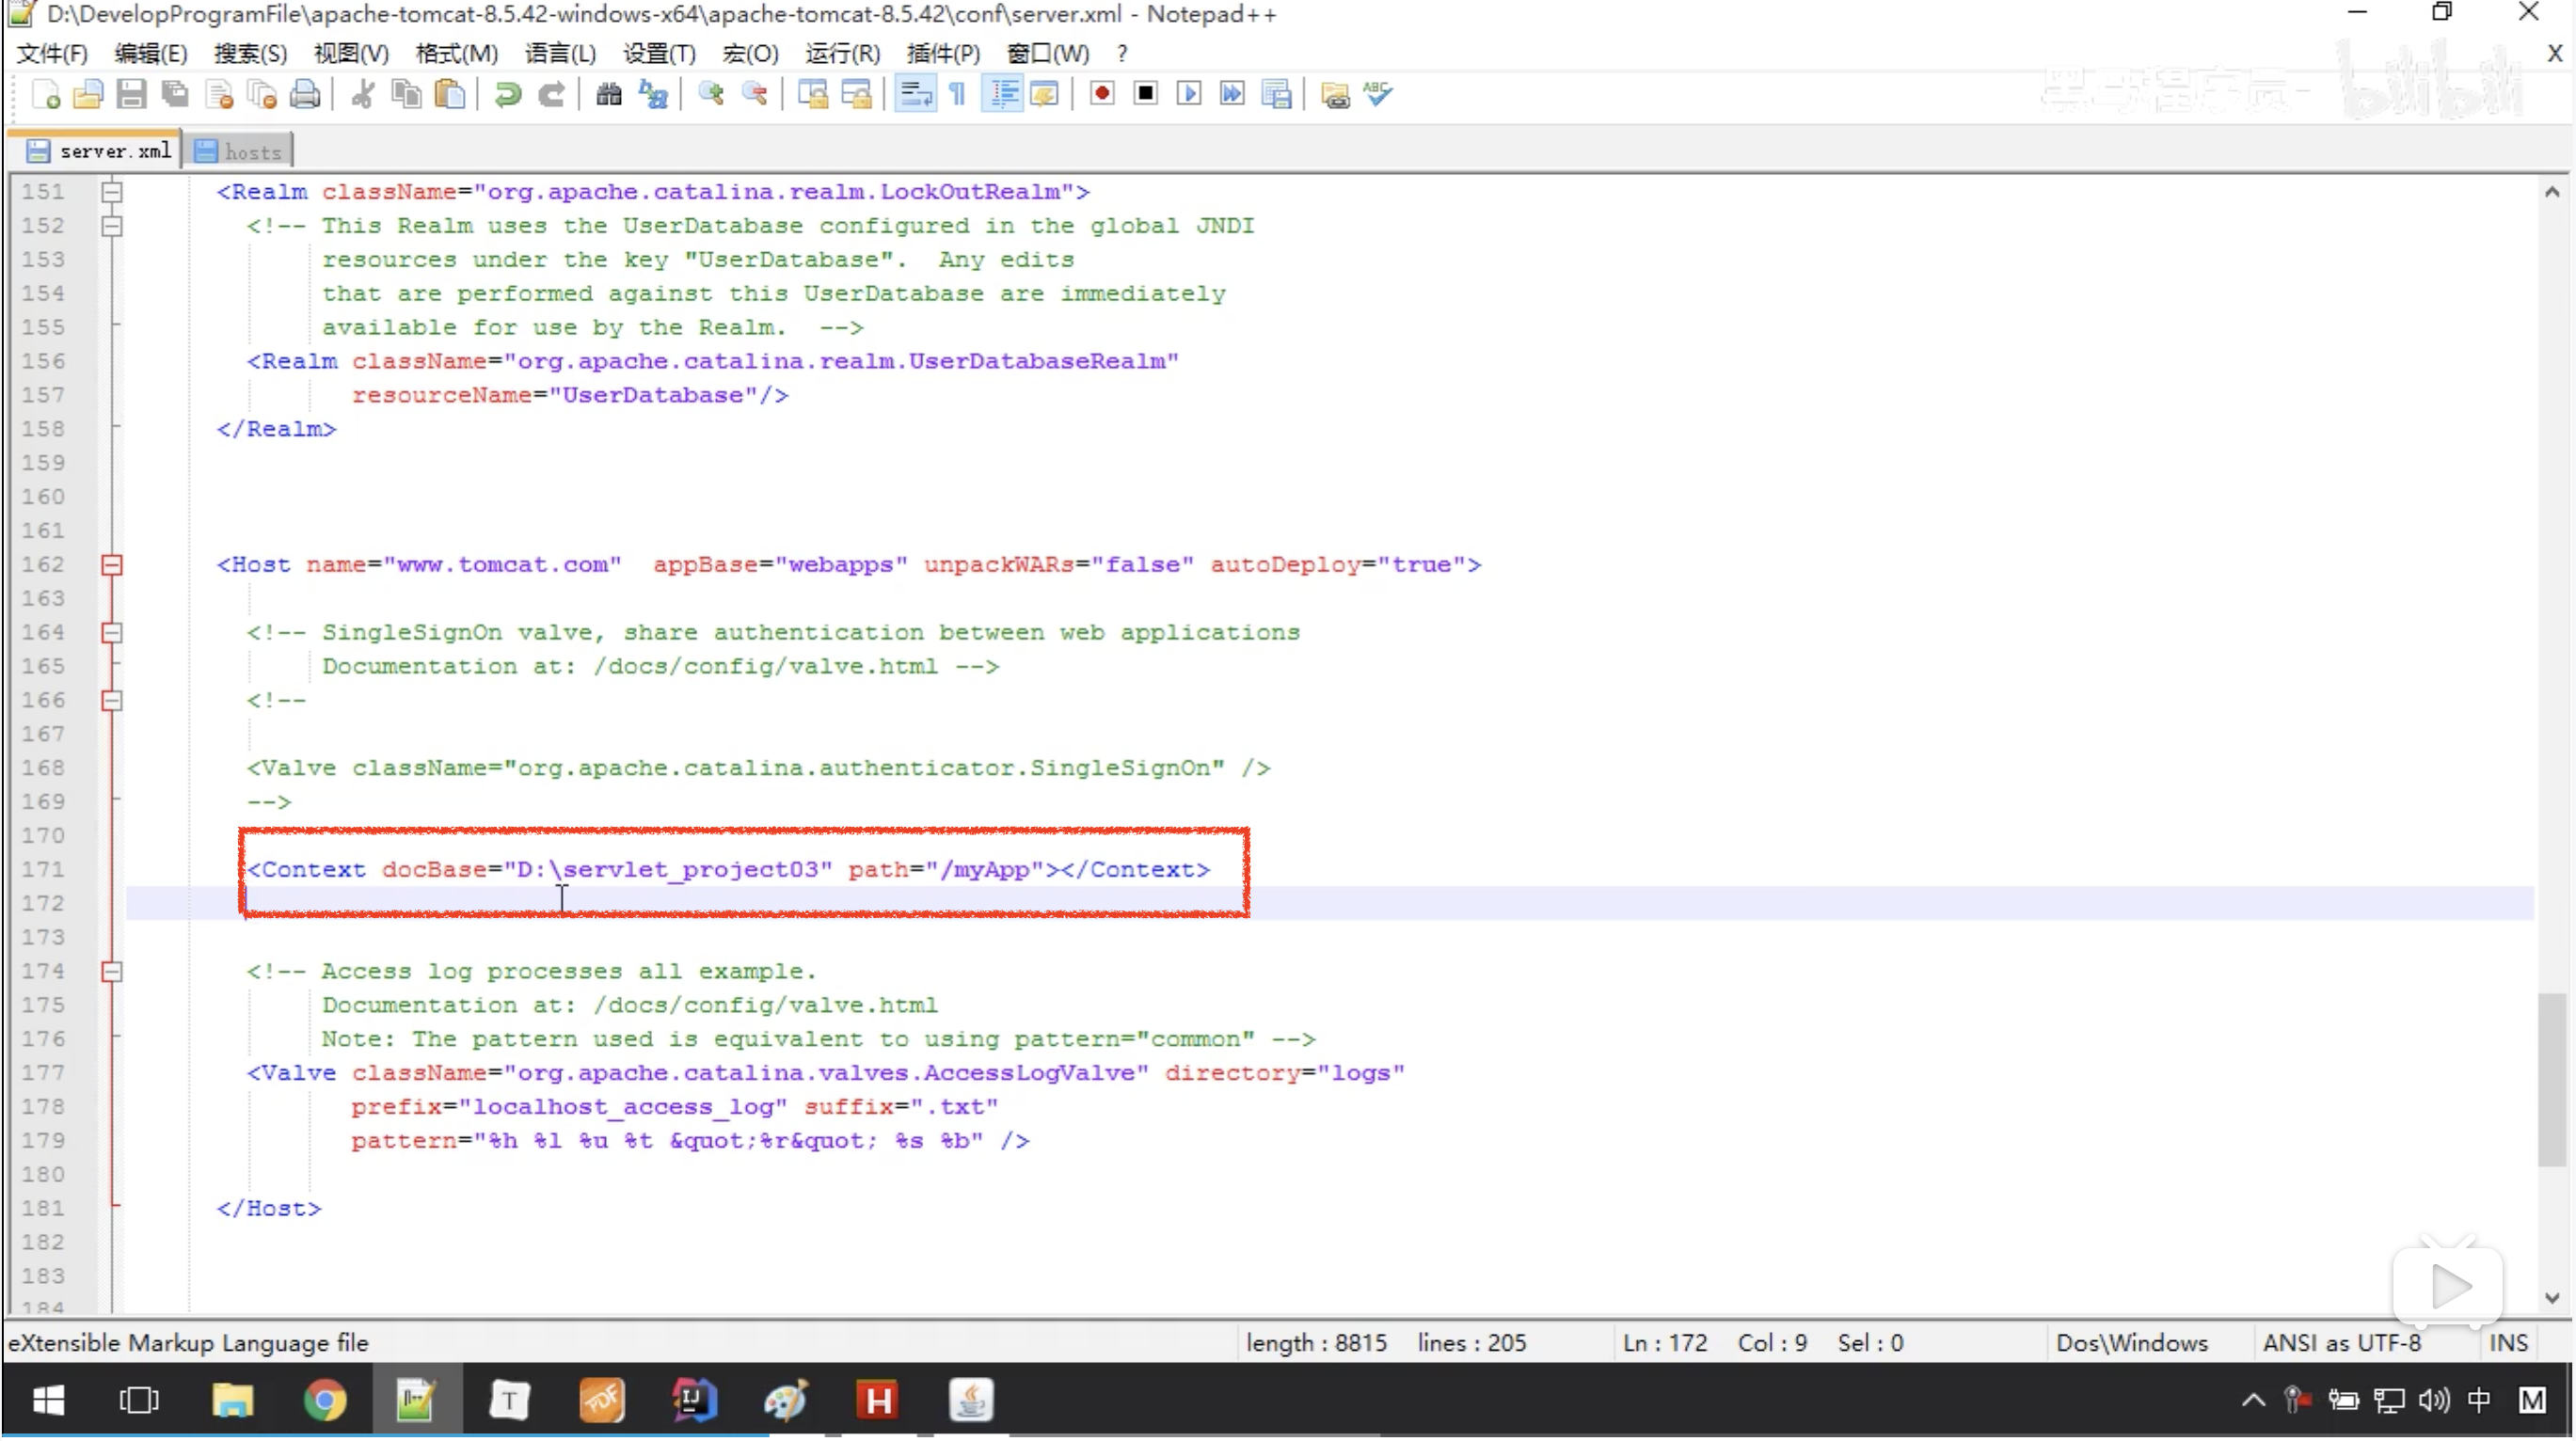 D:\DevelopProgramFile\apache-tomcat-8.5.42-windows-x64\apache-tomcat-8.5.42\conf\server.xml - Notepad++
文件(F) 编辑(E) 搜索(S) 视图(V) 格式(M) 语言(L) 设置(T) 宏(O) 运行(R) 插件(P) 窗口(W) ? X
黑马程序员- bilibili
ABC
server.xml hosts
151 <Realm className="org.apache.catalina.realm.LockOutRealm">
152 <!-- This Realm uses the UserDatabase configured in the global JNDI
153 resources under the key "UserDatabase".  Any edits
154 that are performed against this UserDatabase are immediately
155 available for use by the Realm.  -->
156 <Realm className="org.apache.catalina.realm.UserDatabaseRealm"
157 resourceName="UserDatabase"/>
158 </Realm>
159
160
161
162 <Host name="www.tomcat.com"  appBase="webapps" unpackWARs="false" autoDeploy="true">
163
164 <!-- SingleSignOn valve, share authentication between web applications
165 Documentation at: /docs/config/valve.html -->
166 <!--
167
168 <Valve className="org.apache.catalina.authenticator.SingleSignOn" />
169 -->
170
171 <Context docBase="D:\servlet_project03" path="/myApp"></Context>
172
173
174 <!-- Access log processes all example.
175 Documentation at: /docs/config/valve.html
176 Note: The pattern used is equivalent to using pattern="common" -->
177 <Valve className="org.apache.catalina.valves.AccessLogValve" directory="logs"
178 prefix="localhost_access_log" suffix=".txt"
179 pattern="%h %l %u %t &quot;%r&quot; %s %b" />
180
181 </Host>
182
183
184
eXtensible Markup Language file length : 8815 lines : 205 Ln : 172 Col : 9 Sel : 0 Dos\Windows ANSI as UTF-8 INS
T PDF IJ H 中 M